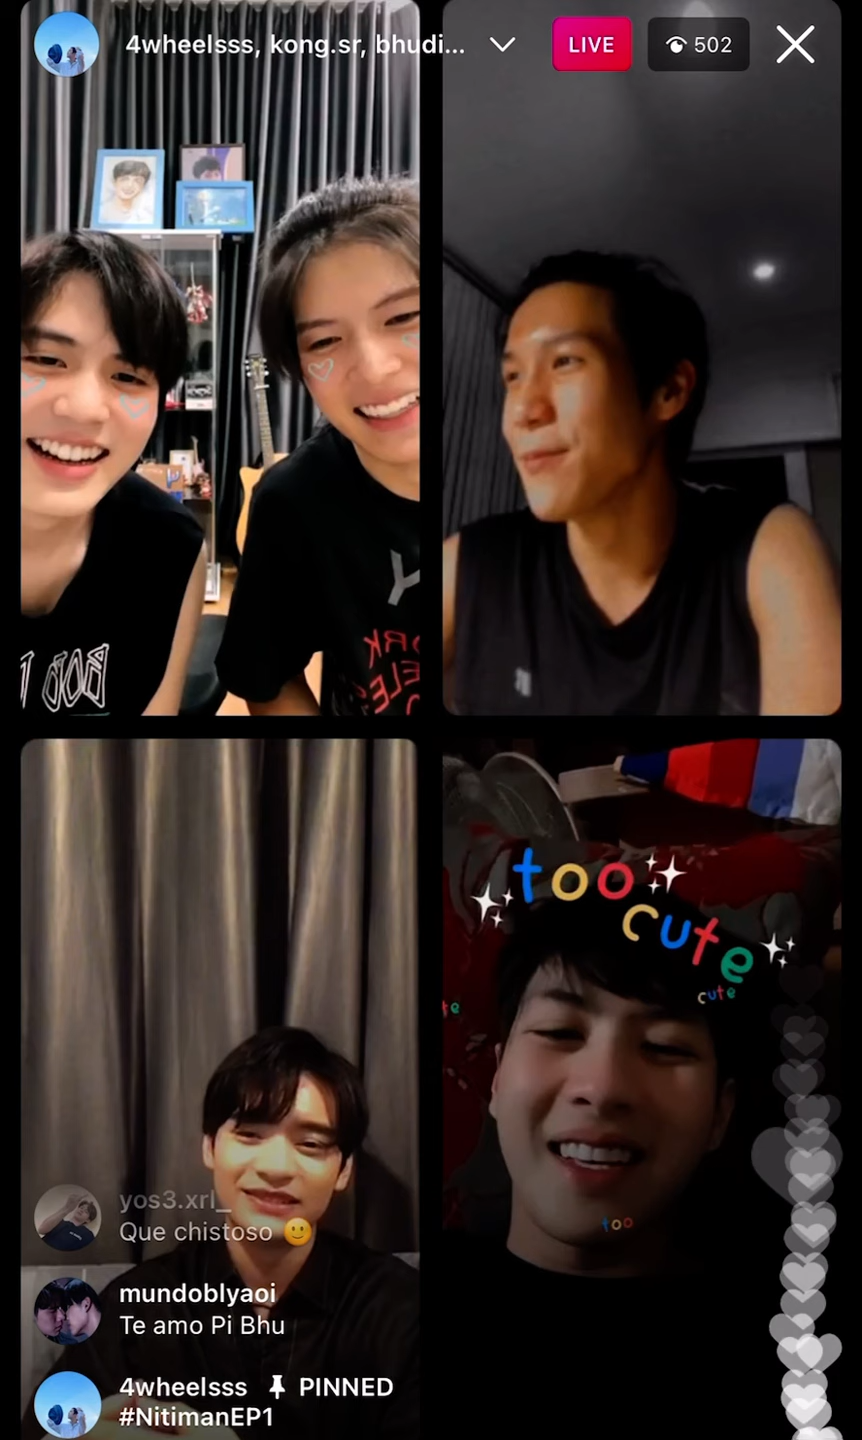 4wheelsss, kong.sr, bhudi...
LIVE
502
too
cute
cute
too
yos3.xrl_
Que chistoso 🙂
mundoblyaoi
Te amo Pi Bhu
4wheelsss PINNED
#NitimanEP1